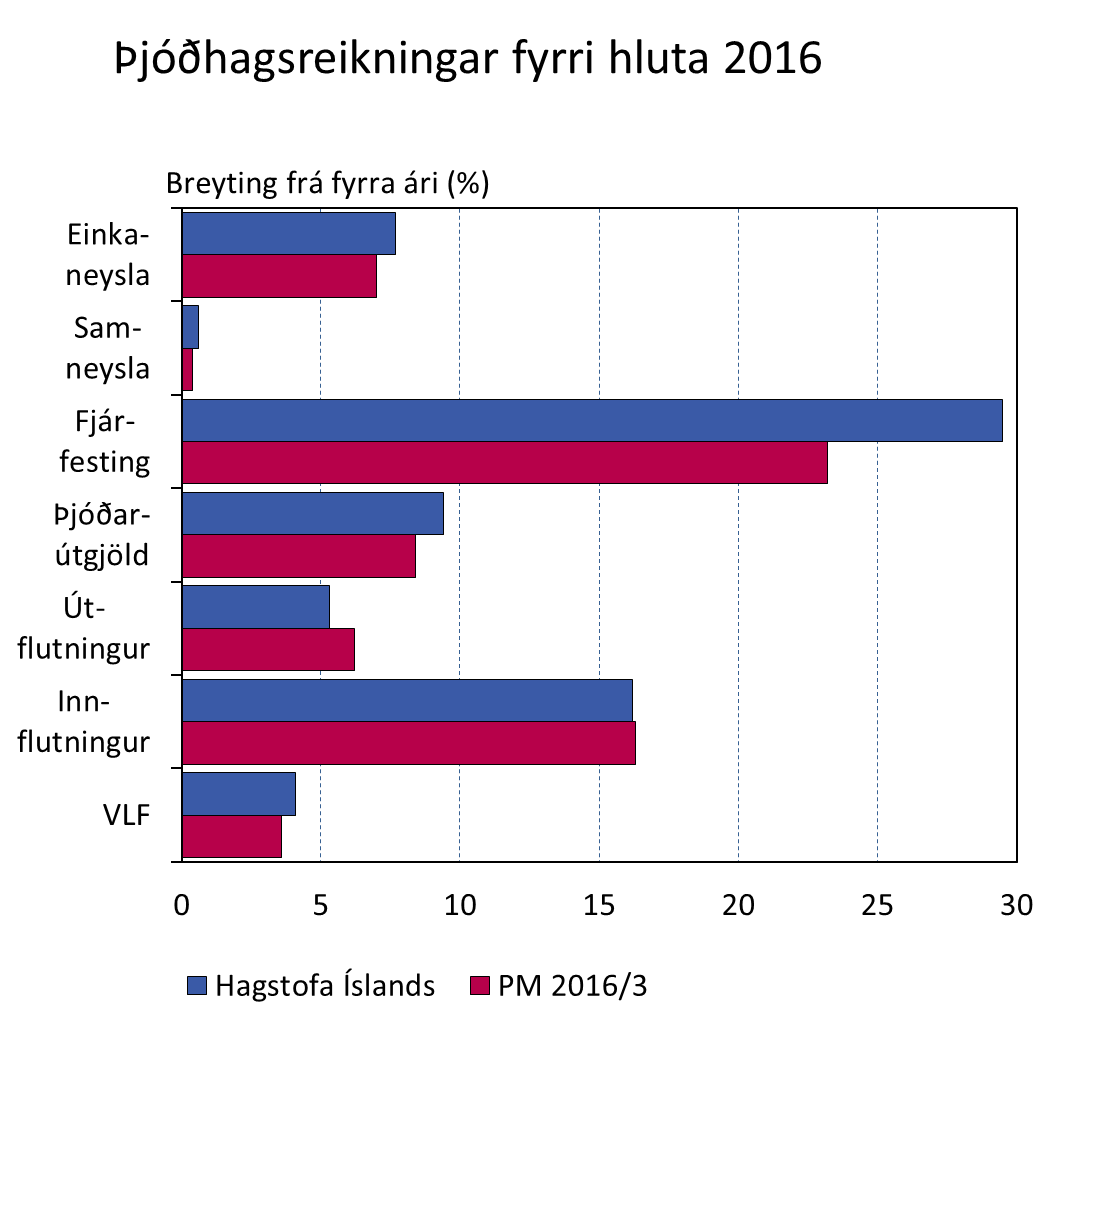 Þjóðhagsreikningar fyrri hluta 2016
Breyting frá fyrra ári (%)
Einka-
neysla
Sam-
neysla
Fjár-
festing
Þjóðar-
útgjöld
Út-
flutningur
Inn-
flutningur
VLF
0 5 10 15 20 25 30
Hagstofa Íslands PM 2016/3